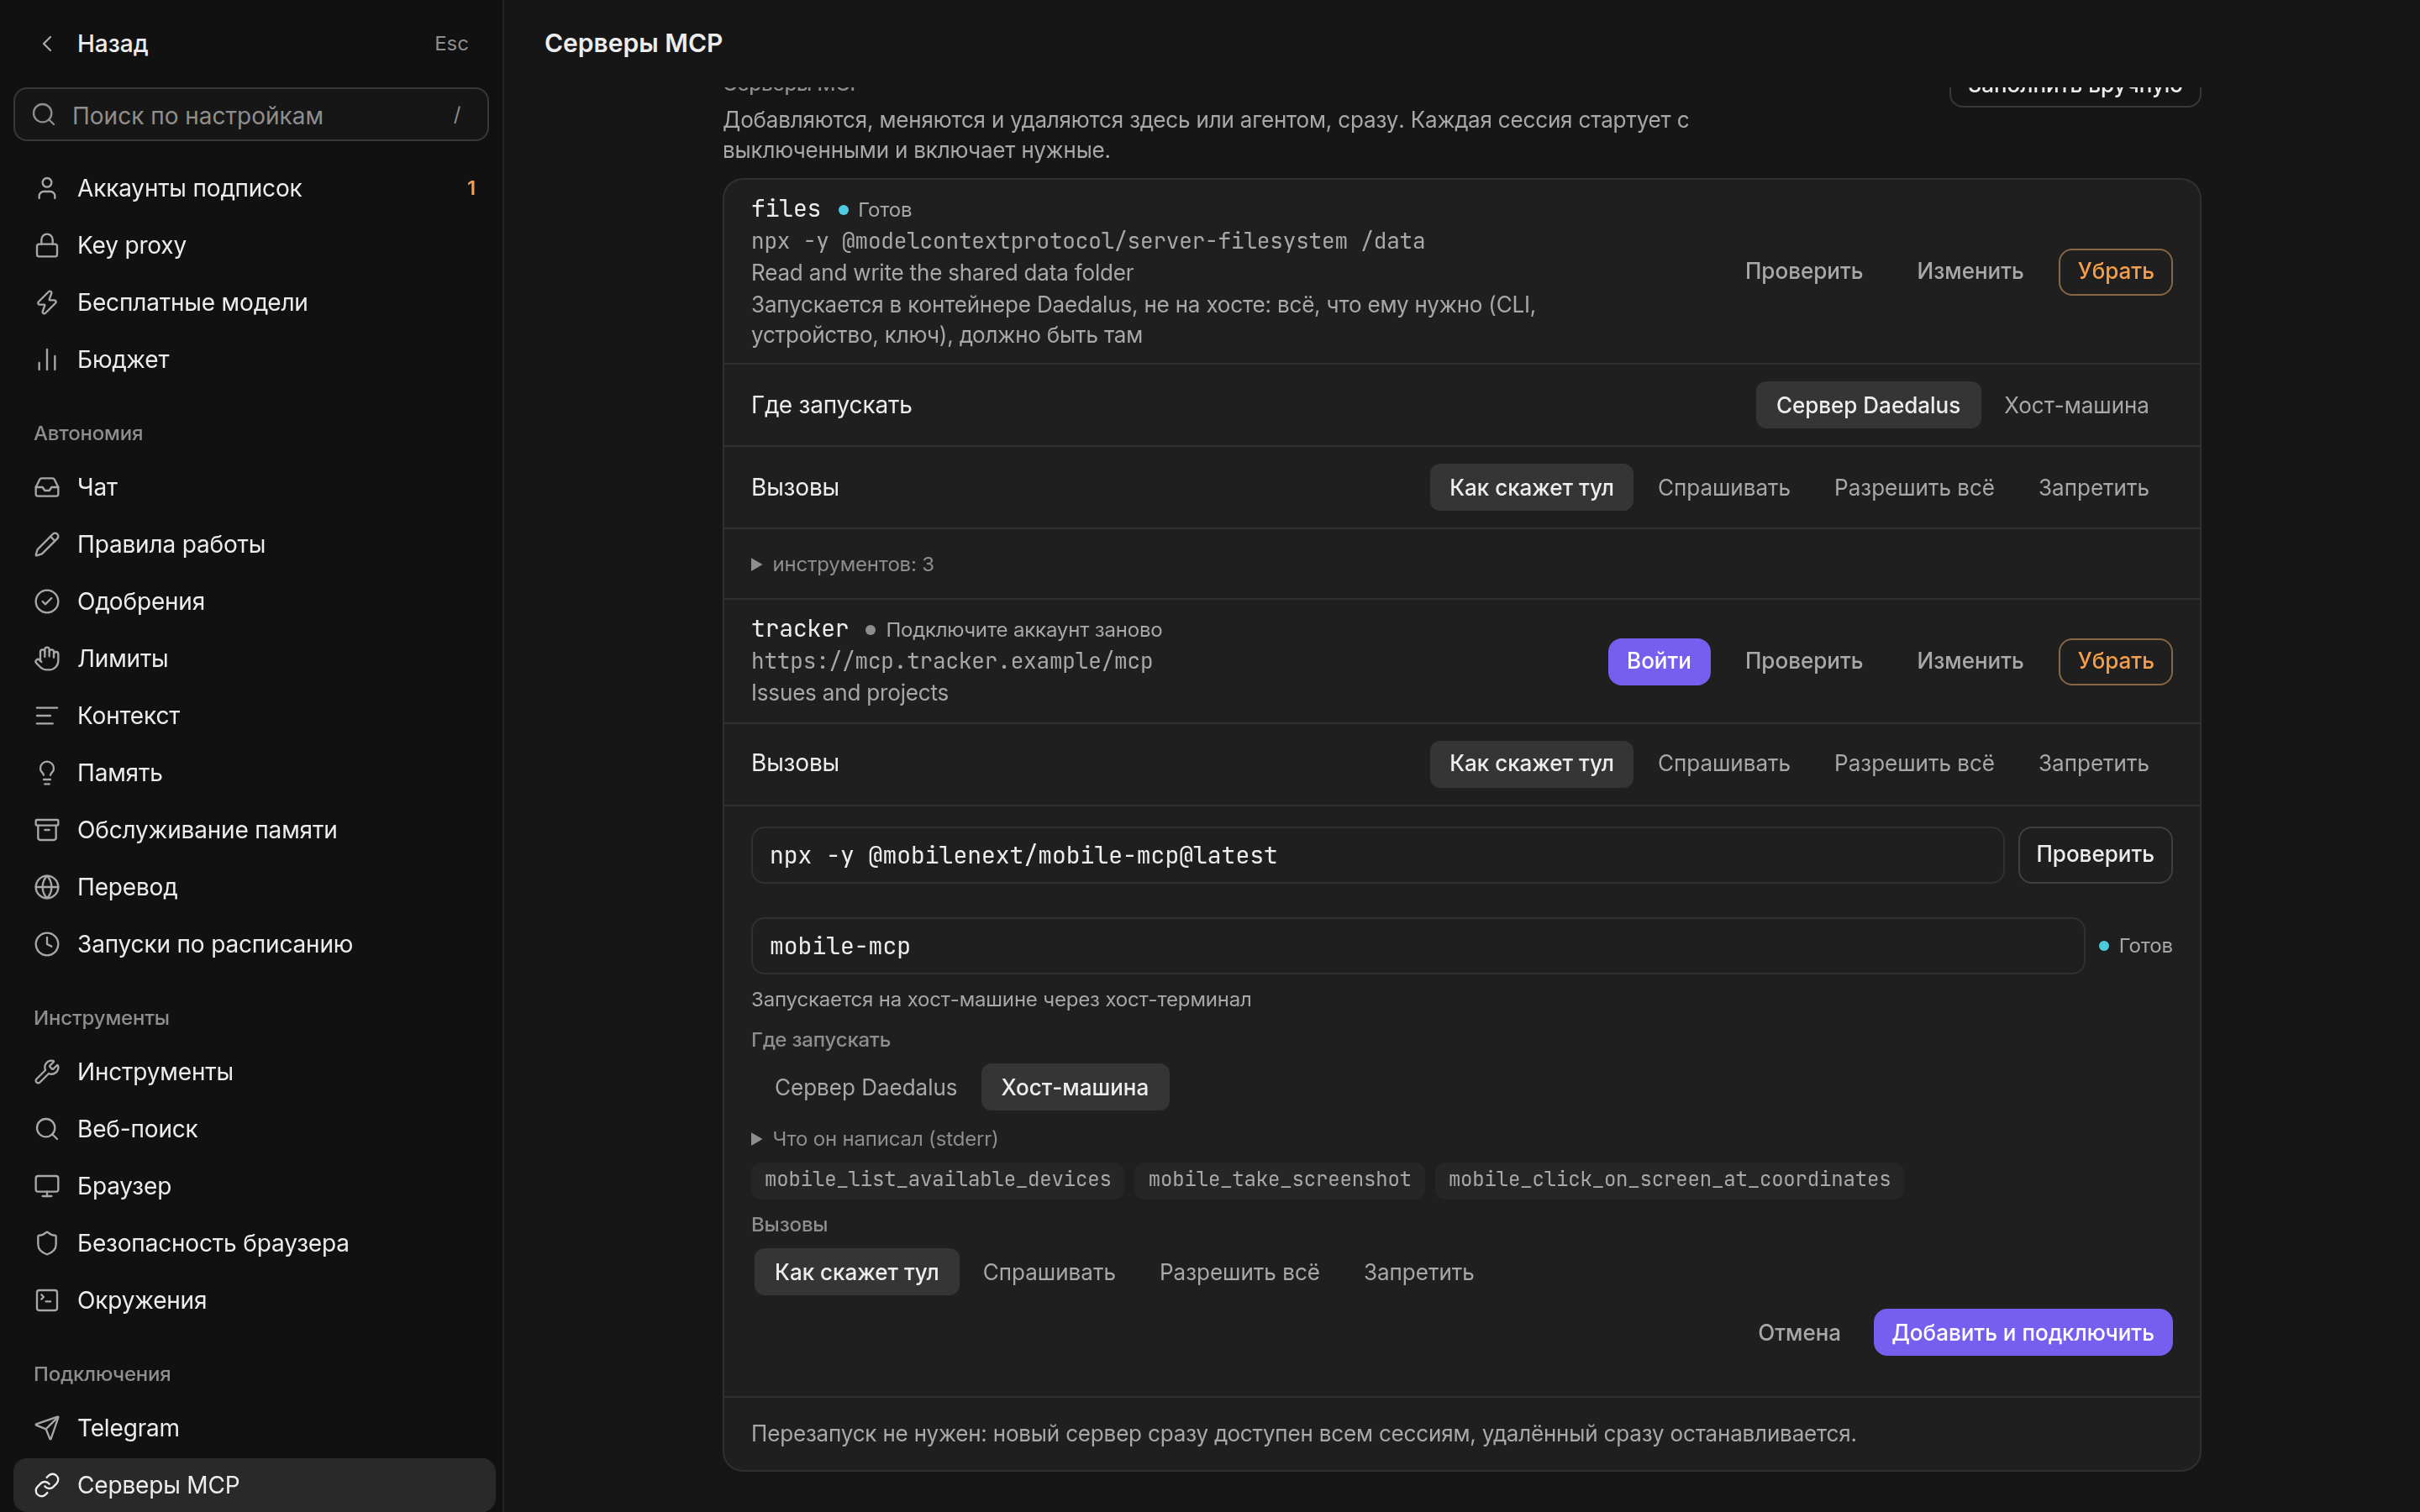 Назад
Esc
Поиск по настройкам
/
Аккаунты подписок
1
Key proxy
Бесплатные модели
Бюджет
Автономия
Чат
Правила работы
Одобрения
Лимиты
Контекст
Память
Обслуживание памяти
Перевод
Запуски по расписанию
Инструменты
Инструменты
Веб-поиск
Браузер
Безопасность браузера
Окружения
Подключения
Telegram
Серверы MCP
Серверы MCP
Серверы MCP
Заполнить вручную
Добавляются, меняются и удаляются здесь или агентом, сразу. Каждая сессия стартует с
выключенными и включает нужные.
files Готов
npx -y @modelcontextprotocol/server-filesystem /data
Read and write the shared data folder
Запускается в контейнере Daedalus, не на хосте: всё, что ему нужно (CLI,
устройство, ключ), должно быть там
Проверить Изменить Убрать
Где запускать
Сервер Daedalus Хост-машина
Вызовы
Как скажет тул Спрашивать Разрешить всё Запретить
инструментов: 3
tracker Подключите аккаунт заново
https://mcp.tracker.example/mcp
Issues and projects
Войти Проверить Изменить Убрать
Вызовы
Как скажет тул Спрашивать Разрешить всё Запретить
npx -y @mobilenext/mobile-mcp@latest
Проверить
mobile-mcp
Готов
Запускается на хост-машине через хост-терминал
Где запускать
Сервер Daedalus Хост-машина
Что он написал (stderr)
mobile_list_available_devices mobile_take_screenshot mobile_click_on_screen_at_coordinates
Вызовы
Как скажет тул Спрашивать Разрешить всё Запретить
Отмена Добавить и подключить
Перезапуск не нужен: новый сервер сразу доступен всем сессиям, удалённый сразу останавливается.